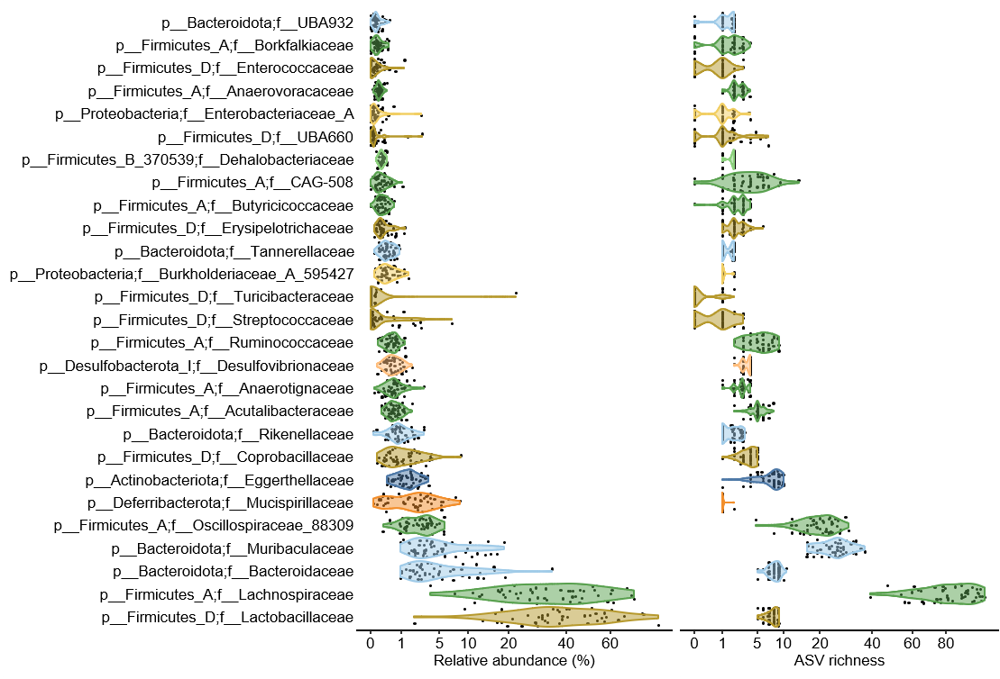 p__Bacteroidota;f__UBA932
p__Firmicutes_A;f__Borkfalkiaceae
p__Firmicutes_D;f__Enterococcaceae
p__Firmicutes_A;f__Anaerovoracaceae
p__Proteobacteria;f__Enterobacteriaceae_A
p__Firmicutes_D;f__UBA660
p__Firmicutes_B_370539;f__Dehalobacteriaceae
p__Firmicutes_A;f__CAG-508
p__Firmicutes_A;f__Butyricicoccaceae
p__Firmicutes_D;f__Erysipelotrichaceae
p__Bacteroidota;f__Tannerellaceae
p__Proteobacteria;f__Burkholderiaceae_A_595427
p__Firmicutes_D;f__Turicibacteraceae
p__Firmicutes_D;f__Streptococcaceae
p__Firmicutes_A;f__Ruminococcaceae
p__Desulfobacterota_I;f__Desulfovibrionaceae
p__Firmicutes_A;f__Anaerotignaceae
p__Firmicutes_A;f__Acutalibacteraceae
p__Bacteroidota;f__Rikenellaceae
p__Firmicutes_D;f__Coprobacillaceae
p__Actinobacteriota;f__Eggerthellaceae
p__Deferribacterota;f__Mucispirillaceae
p__Firmicutes_A;f__Oscillospiraceae_88309
p__Bacteroidota;f__Muribaculaceae
p__Bacteroidota;f__Bacteroidaceae
p__Firmicutes_A;f__Lachnospiraceae
p__Firmicutes_D;f__Lactobacillaceae
0 1 5 10 20 40 60
Relative abundance (%)
0 1 5 10 20 40 60 80
ASV richness